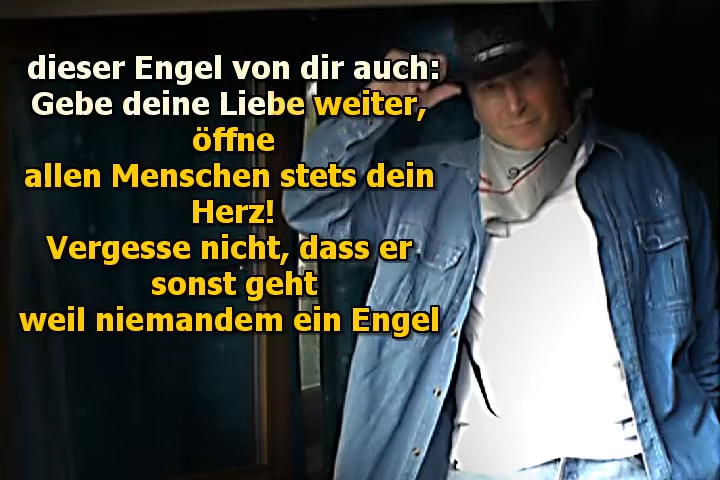 dieser Engel von dir auch:
Gebe deine Liebe weiter,
öffne
allen Menschen stets dein
Herz!
Vergesse nicht, dass er
sonst geht
weil niemandem ein Engel